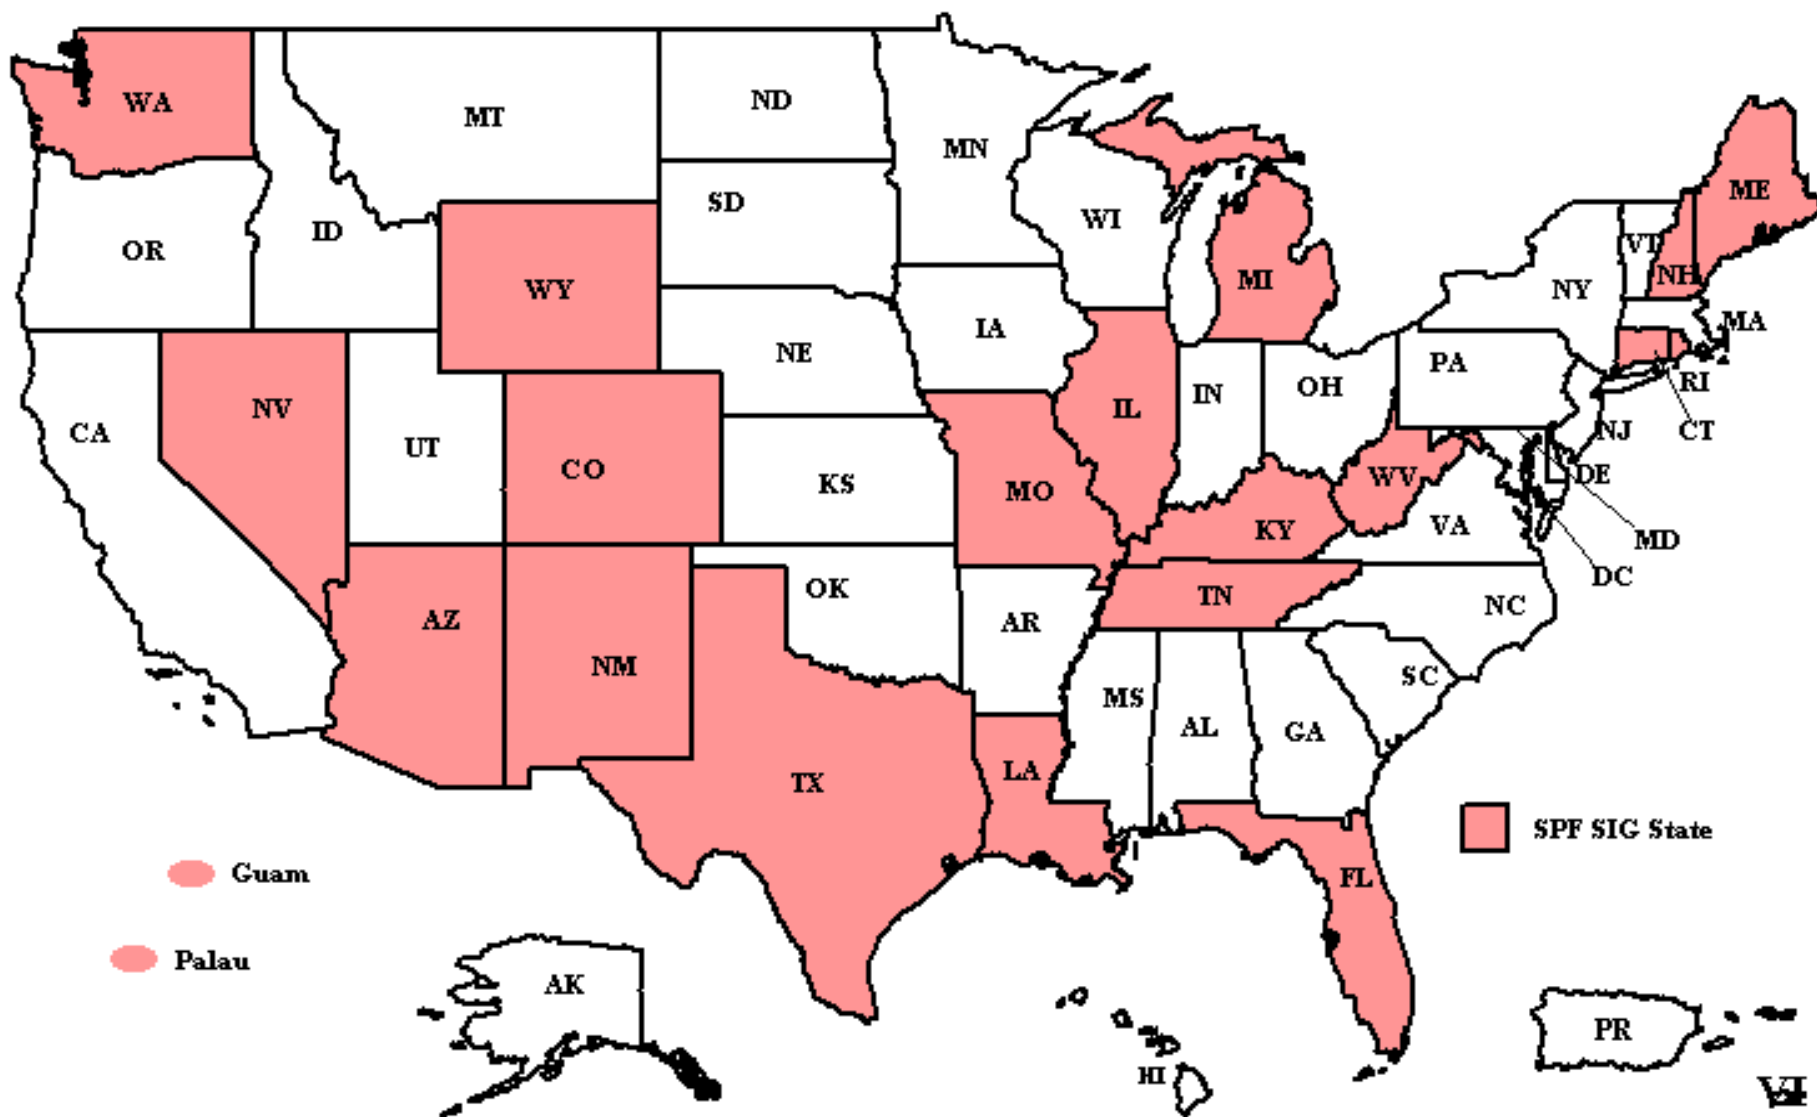 WA
MT
ND
MN
ME
OR
ID
SD
WI
VT
NH
WY
MI
NY
MA
NV
NE
IA
PA
RI
CA
UT
CO
IL
IN
OH
NJ
CT
KS
MO
WV
DE
KY
VA
MD
DC
AZ
NM
OK
AR
TN
NC
MS
AL
GA
SC
TX
LA
FL
SPF SIG State
Guam
Palau
AK
HI
PR
VI